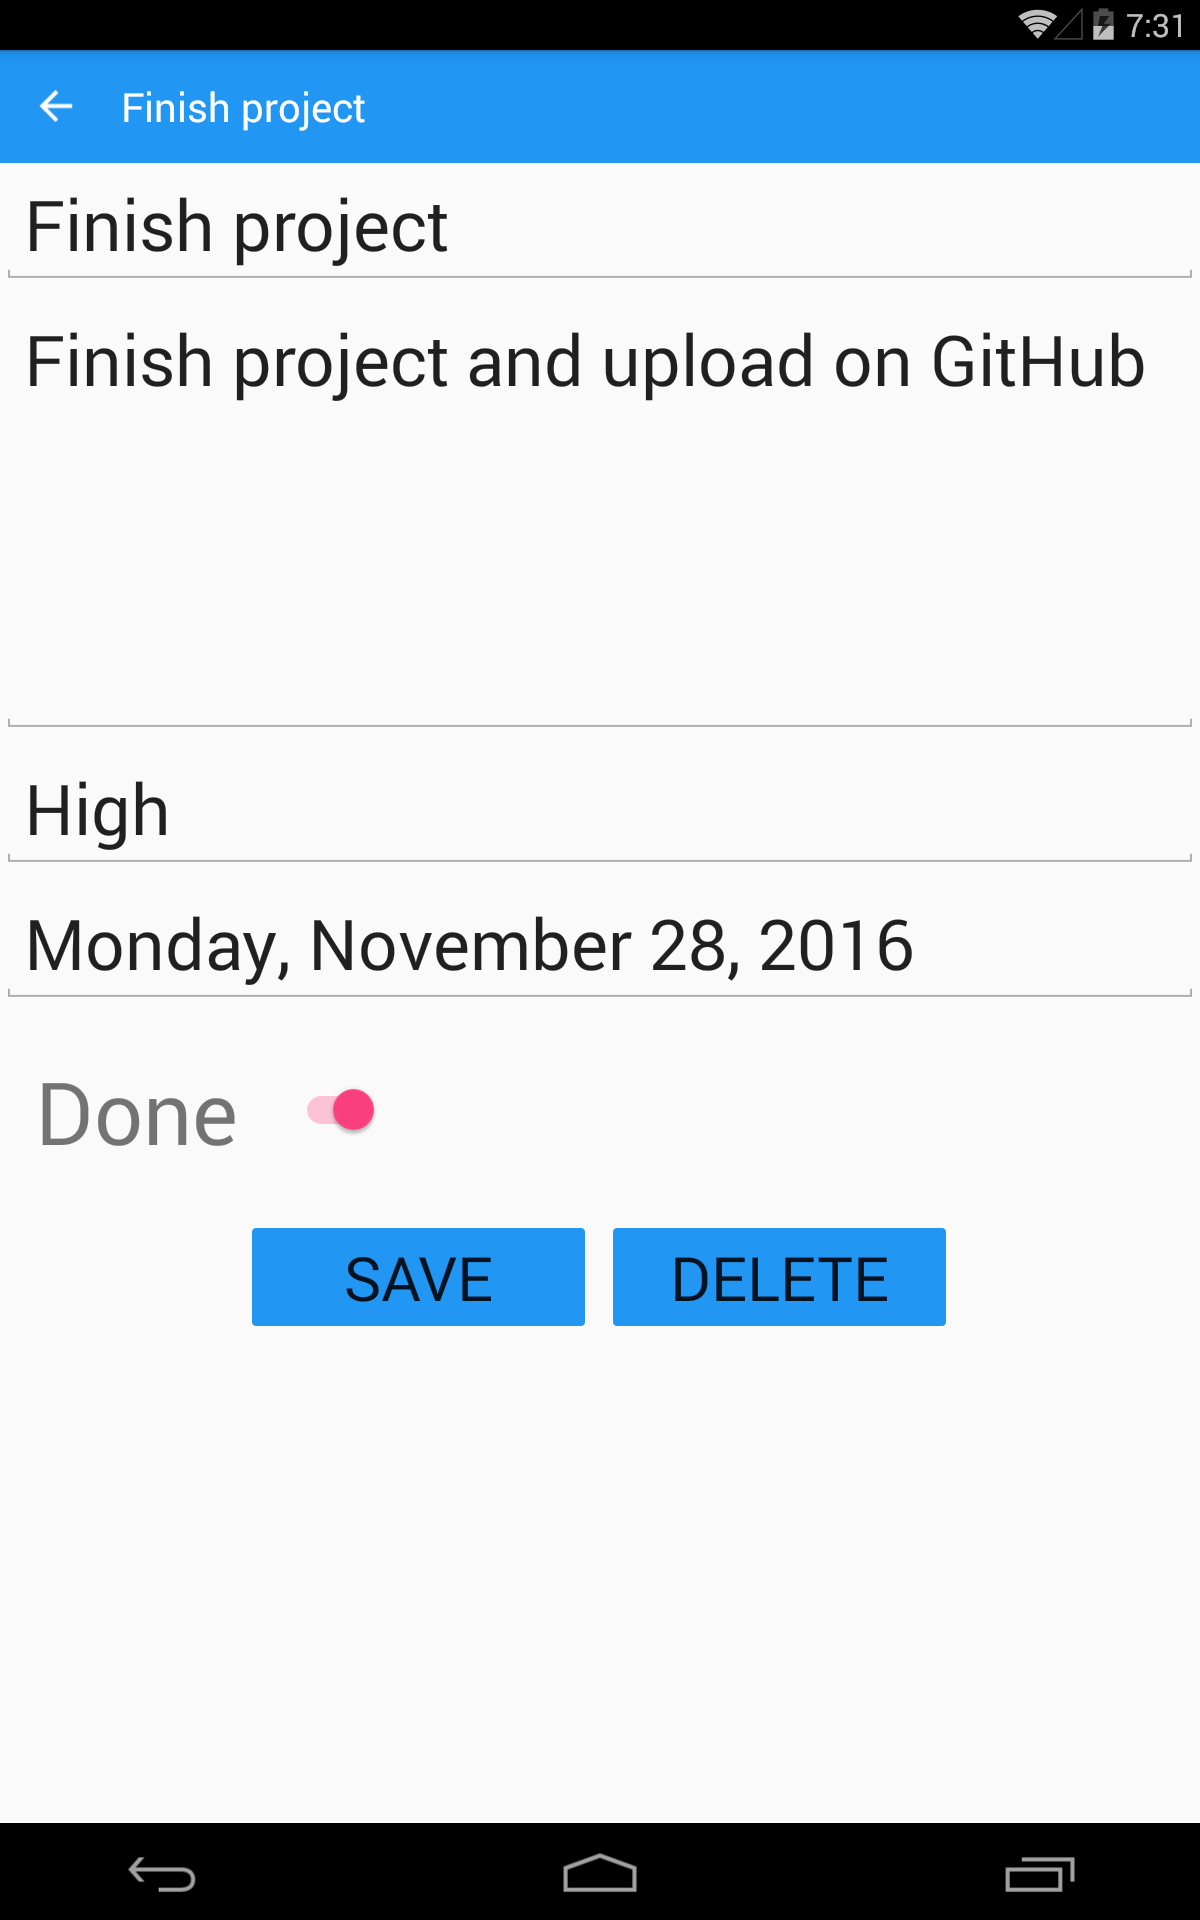 7:31
Finish project
Finish project
Finish project and upload on GitHub
High
Monday, November 28, 2016
Done
SAVE DELETE